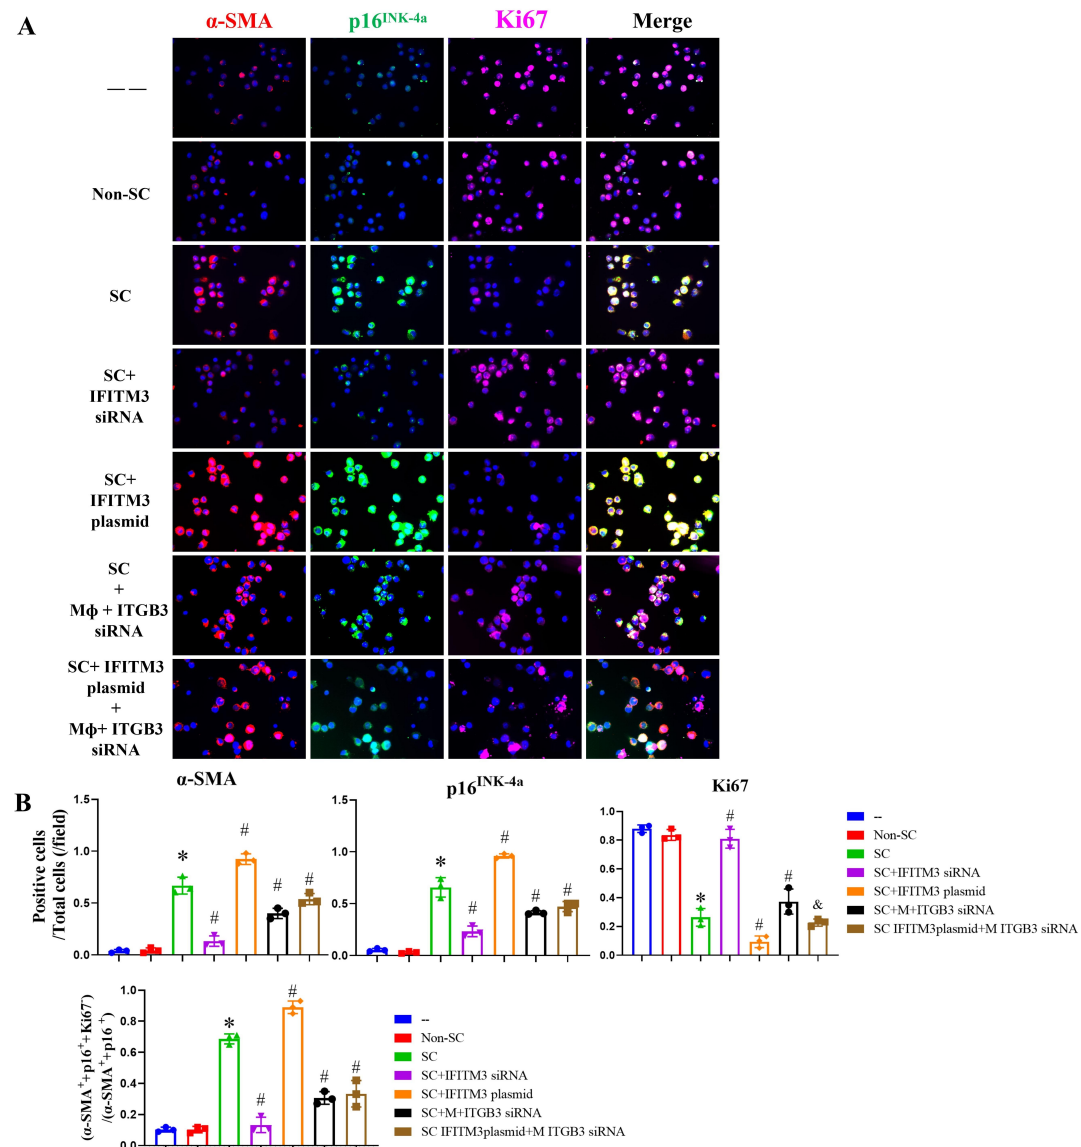 A
α-SMA
p16INK-4a
Ki67
Merge
— —
Non-SC
SC
SC+
IFITM3
siRNA
SC+
IFITM3
plasmid
SC
+
Mϕ + ITGB3
siRNA
SC+ IFITM3
plasmid
+
Mϕ+ ITGB3
siRNA
B
α-SMA
Positive cells
/Total cells (/field)
1.5
1.0
0.5
0.0
*
#
#
#
#
p16INK-4a
1.5
1.0
0.5
0.0
*
#
#
#
#
Ki67
1.0
0.8
0.6
0.4
0.2
0.0
*
#
#
#
&
--
Non-SC
SC
SC+IFITM3 siRNA
SC+IFITM3 plasmid
SC+M+ITGB3 siRNA
SC IFITM3plasmid+M ITGB3 siRNA
(α-SMA++p16++Ki67-)
/(α-SMA++p16+)
1.0
0.8
0.6
0.4
0.2
0.0
*
#
#
#
#
--
Non-SC
SC
SC+IFITM3 siRNA
SC+IFITM3 plasmid
SC+M+ITGB3 siRNA
SC IFITM3plasmid+M ITGB3 siRNA